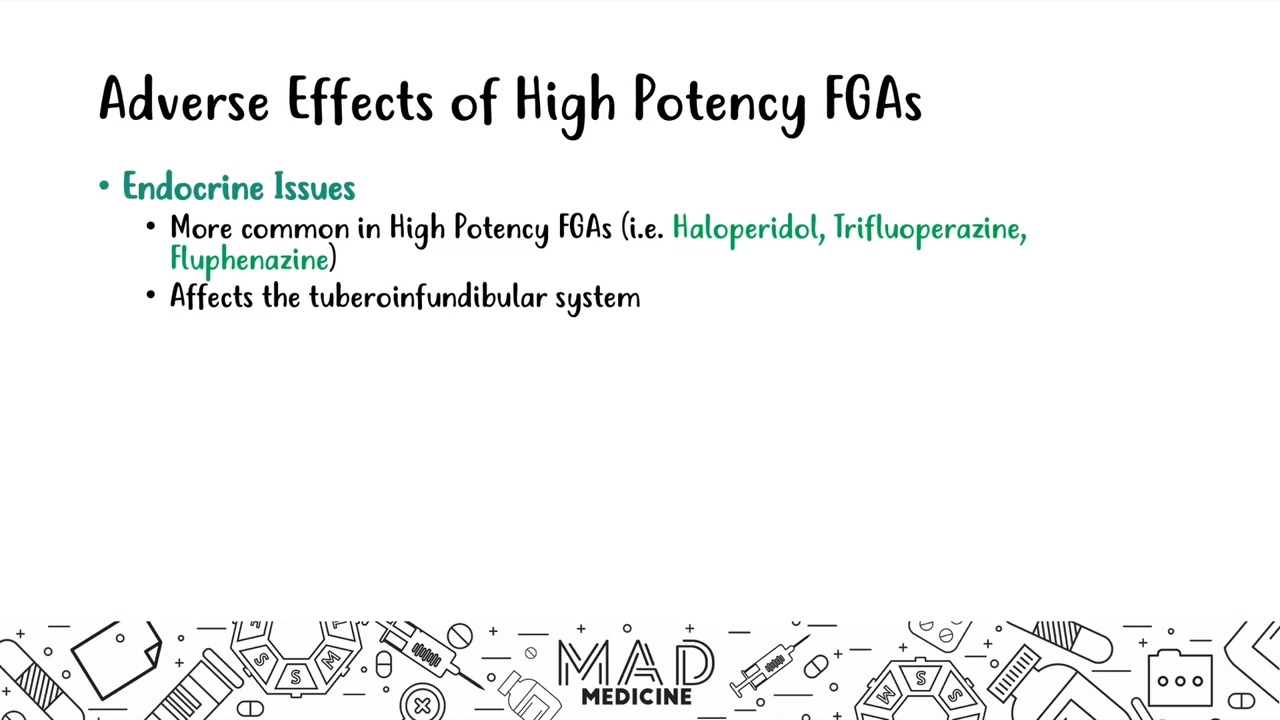 Adverse Effects of High Potency FGAs
• Endocrine Issues
• More common in High Potency FGAs (i.e. Haloperidol, Trifluoperazine,
Fluphenazine)
• Affects the tuberoinfundibular system
S S M
M S S
MAD
MEDICINE